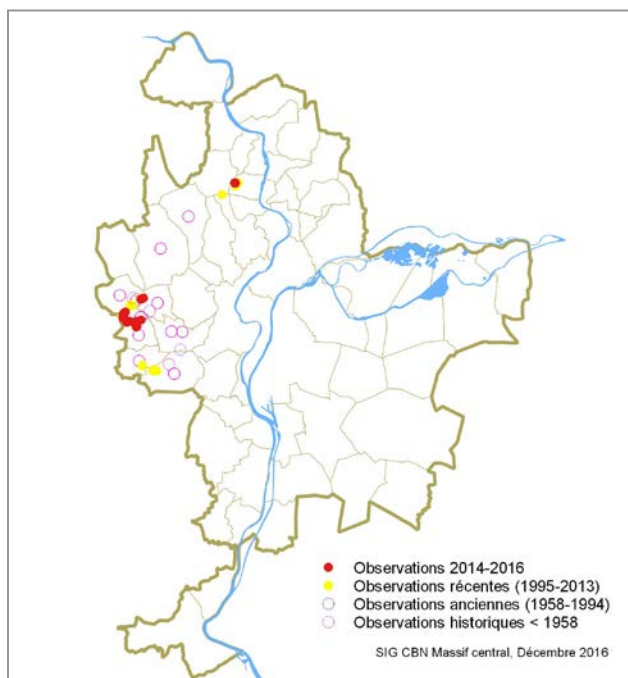 Observations 2014-2016
Observations récentes (1995-2013)
Observations anciennes (1958-1994)
Observations historiques < 1958
SIG CBN Massif central, Décembre 2016